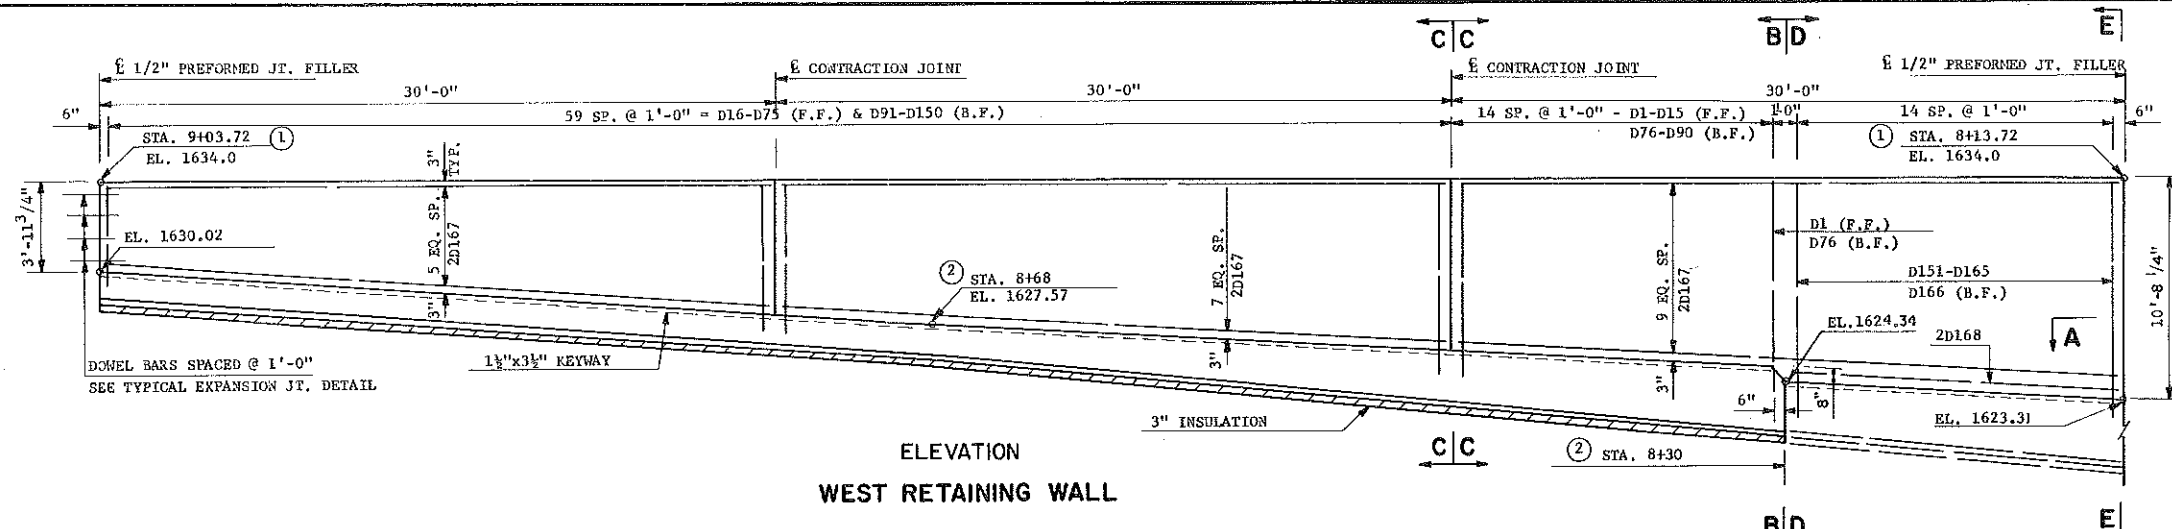 C C
B D
E
℄ 1/2" PREFORMED JT. FILLER
℄ CONTRACTION JOINT
℄ CONTRACTION JOINT
℄ 1/2" PREFORMED JT. FILLER
30'-0"
30'-0"
30'-0"
6"
59 SP. @ 1'-0" = D16-D75 (F.F.) & D91-D150 (B.F.)
14 SP. @ 1'-0" - D1-D15 (F.F.)
D76-D90 (B.F.)
1'-0"
14 SP. @ 1'-0"
6"
STA. 9+03.72 ①
EL. 1634.0
3" TYP.
① STA. 8+13.72
EL. 1634.0
3'-11 3/4"
EL. 1630.02
5 EQ. SP.
2D167
3"
② STA. 8+68
EL. 1627.57
7 EQ. SP.
2D167
3"
9 EQ. SP.
2D167
3"
D1 (F.F.)
D76 (B.F.)
D151-D165
D166 (B.F.)
10'-8 1/4"
EL.1624.34
2D168
A
6"
8"
EL. 1623.31
DOWEL BARS SPACED @ 1'-0"
SEE TYPICAL EXPANSION JT. DETAIL
1½"x3½" KEYWAY
3" INSULATION
C C
② STA. 8+30
ELEVATION
WEST RETAINING WALL
B D
E